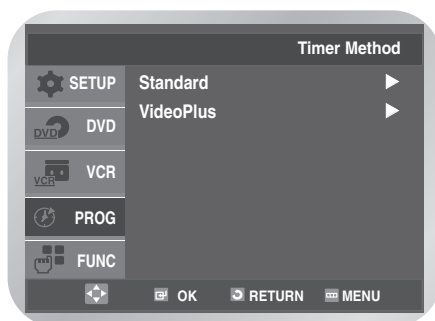 Timer Method
SETUP
Standard
DVD DVD
VideoPlus
VCR VCR
PROG
FUNC
OK RETURN MENU